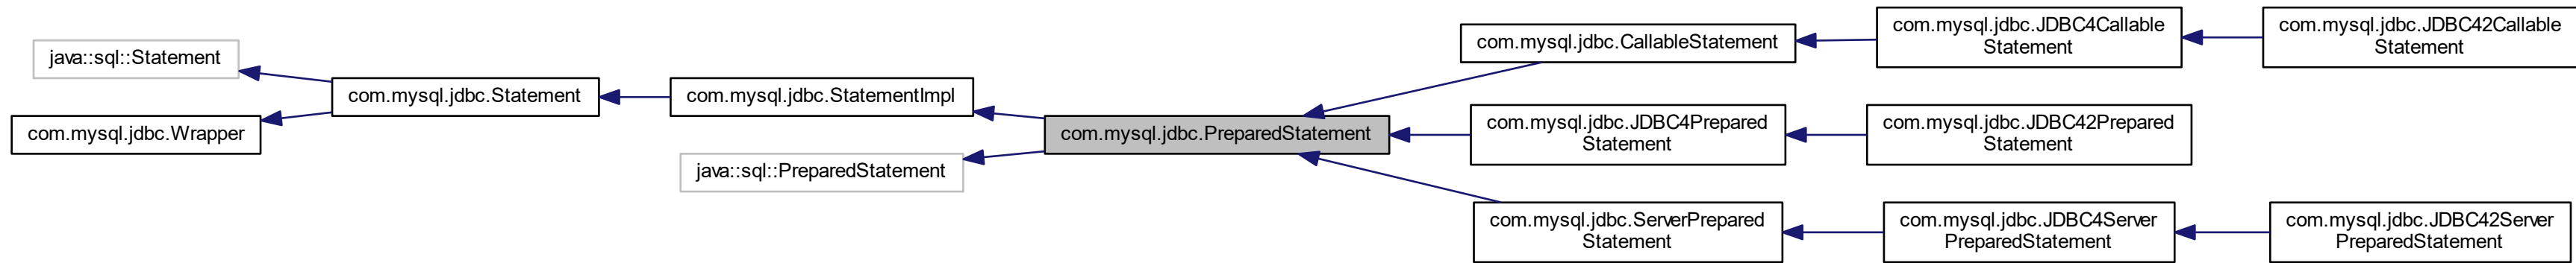 java::sql::Statement
com.mysql.jdbc.Wrapper
com.mysql.jdbc.Statement
com.mysql.jdbc.StatementImpl
java::sql::PreparedStatement
com.mysql.jdbc.PreparedStatement
com.mysql.jdbc.CallableStatement
com.mysql.jdbc.JDBC4Callable
Statement
com.mysql.jdbc.JDBC42Callable
Statement
com.mysql.jdbc.JDBC4Prepared
Statement
com.mysql.jdbc.JDBC42Prepared
Statement
com.mysql.jdbc.ServerPrepared
Statement
com.mysql.jdbc.JDBC4Server
PreparedStatement
com.mysql.jdbc.JDBC42Server
PreparedStatement